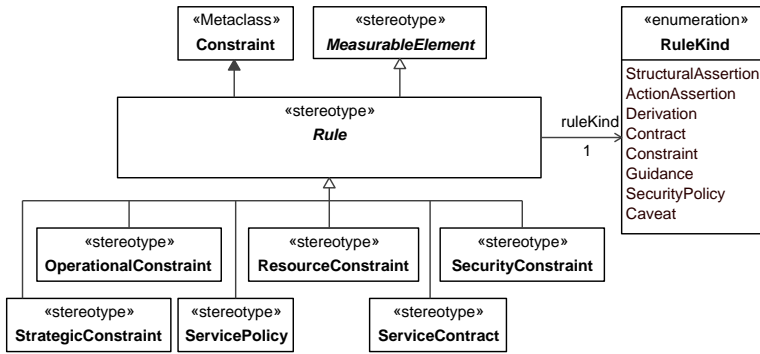 «Metaclass»
Constraint
«stereotype»
MeasurableElement
«enumeration»
RuleKind
StructuralAssertion
ActionAssertion
Derivation
Contract
Constraint
Guidance
SecurityPolicy
Caveat
«stereotype»
Rule
ruleKind
1
«stereotype»
OperationalConstraint
«stereotype»
ResourceConstraint
«stereotype»
SecurityConstraint
«stereotype»
StrategicConstraint
«stereotype»
ServicePolicy
«stereotype»
ServiceContract